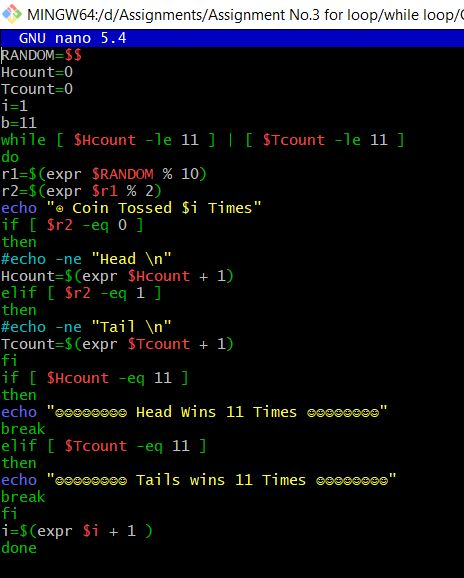 MINGW64:/d/Assignments/Assignment No.3 for loop/while loop/
GNU nano 5.4
RANDOM=$$
Hcount=0
Tcount=0
i=1
b=11
while [ $Hcount -le 11 ] | [ $Tcount -le 11 ]
do
r1=$(expr $RANDOM % 10)
r2=$(expr $r1 % 2)
echo "⊙ Coin Tossed $i Times"
if [ $r2 -eq 0 ]
then
#echo -ne "Head \n"
Hcount=$(expr $Hcount + 1)
elif [ $r2 -eq 1 ]
then
#echo -ne "Tail \n"
Tcount=$(expr $Tcount + 1)
fi
if [ $Hcount -eq 11 ]
then
echo "☺☺☺☺☺☺☺☺ Head Wins 11 Times ☺☺☺☺☺☺☺☺"
break
elif [ $Tcount -eq 11 ]
then
echo "☺☺☺☺☺☺☺☺ Tails wins 11 Times ☺☺☺☺☺☺☺☺"
break
fi
i=$(expr $i + 1 )
done